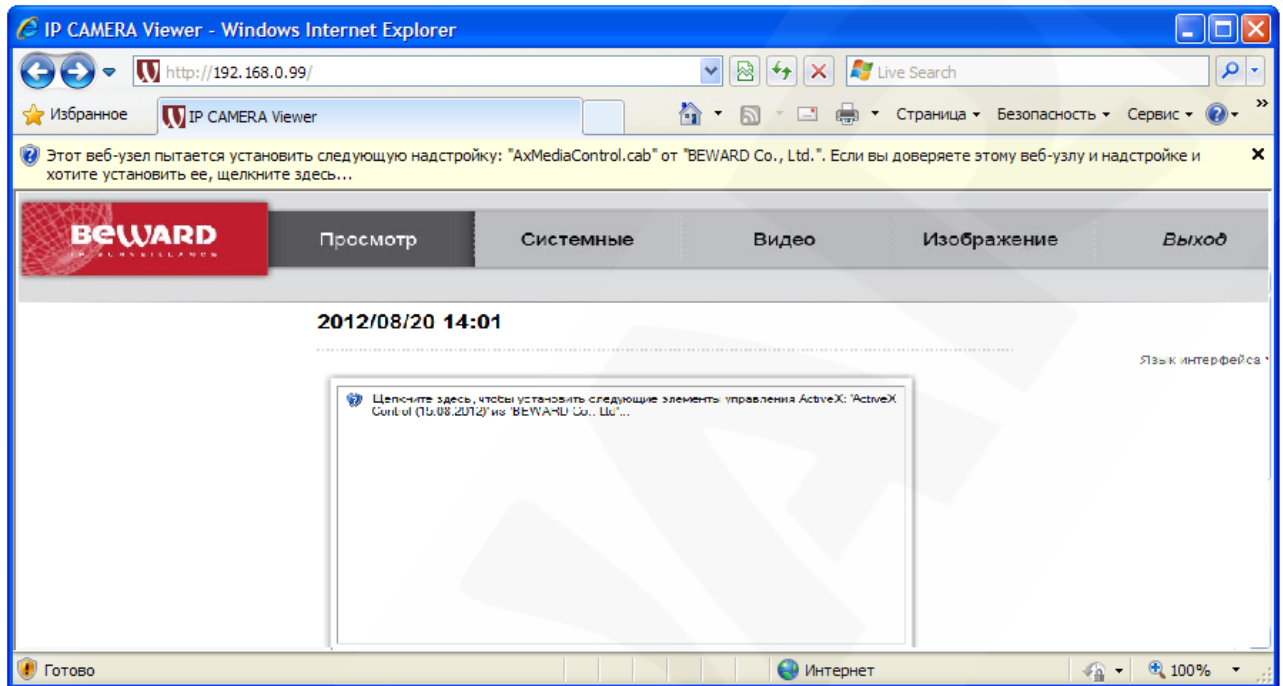 IP CAMERA Viewer - Windows Internet Explorer
http://192.168.0.99/
Live Search
Избранное
IP CAMERA Viewer
Страница
Безопасность
Сервис
Этот веб-узел пытается установить следующую надстройку: "AxMediaControl.cab" от "BEWARD Co., Ltd.". Если вы доверяете этому веб-узлу и надстройке и
хотите установить ее, щелкните здесь...
BEWARD
IP SURVEILLANCE
Просмотр
Системные
Видео
Изображение
Выход
2012/08/20 14:01
Язык интерфейса
Щелкните здесь, чтобы установить следующие элементы управления ActiveX: 'ActiveX
Control (15.08.2012)' из 'BEWARD Co., Ltd'...
Готово
Интернет
100%